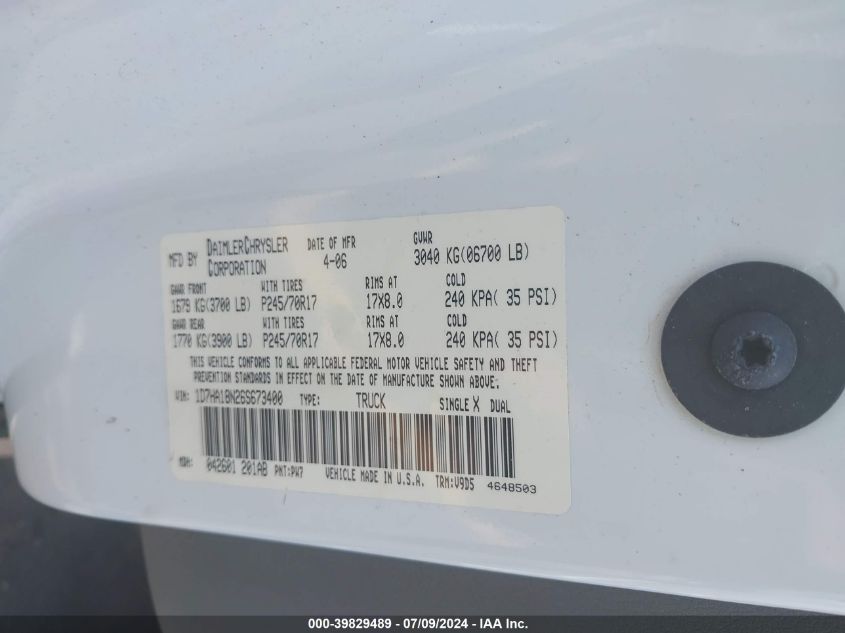 MFD BY DAIMLERCHRYSLER CORPORATION DATE OF MFR 4-06 GVWR 3040 KG(06700 LB)
GAWR FRONT WITH TIRES RIMS AT COLD
1679 KG(3700 LB) P245/70R17 17X8.0 240 KPA( 35 PSI)
GAWR REAR WITH TIRES RIMS AT COLD
1770 KG(3900 LB) P245/70R17 17X8.0 240 KPA( 35 PSI)
THIS VEHICLE CONFORMS TO ALL APPLICABLE FEDERAL MOTOR VEHICLE SAFETY AND THEFT
PREVENTION STANDARDS IN EFFECT ON THE DATE OF MANUFACTURE SHOWN ABOVE.
VIN: 1D7HA18N26S673400 TYPE: TRUCK SINGLE X DUAL
MDH: 042601 201AB PNT:PW7 VEHICLE MADE IN U.S.A. TRM:V9D5 4648503
000-39829489 - 07/09/2024 - IAA Inc.